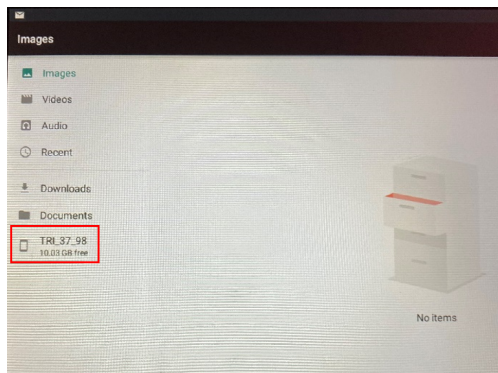 Images
Images
Videos
Audio
Recent
Downloads
Documents
TRI_37_98
10.03 GB free
No items